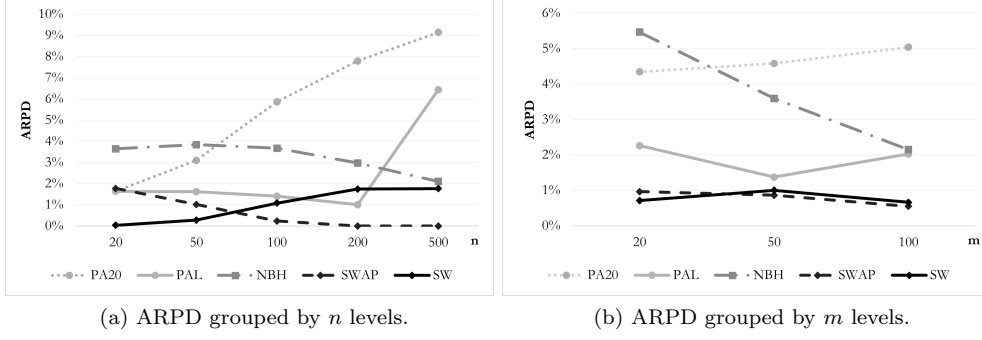 10%
9%
8%
7%
6%
5%
4%
3%
2%
1%
0%
ARPD
20 50 100 200 500 n
PA20 PAL NBH SWAP SW
(a) ARPD grouped by n levels.
6%
5%
4%
3%
2%
1%
0%
ARPD
20 50 100 m
PA20 PAL NBH SWAP SW
(b) ARPD grouped by m levels.